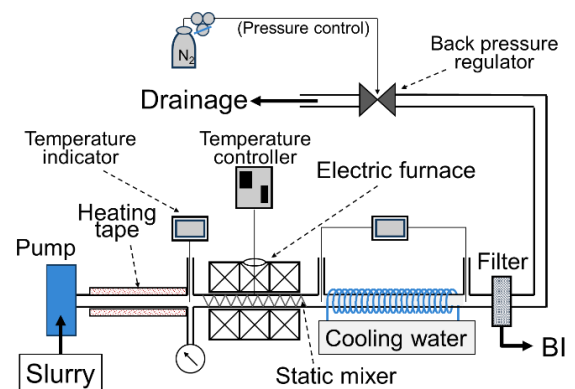 (Pressure control)
N2
Back pressure
regulator
Drainage
Temperature
indicator
Temperature
controller
Electric furnace
Heating
tape
Pump
Filter
Cooling water
BI
Slurry
Static mixer